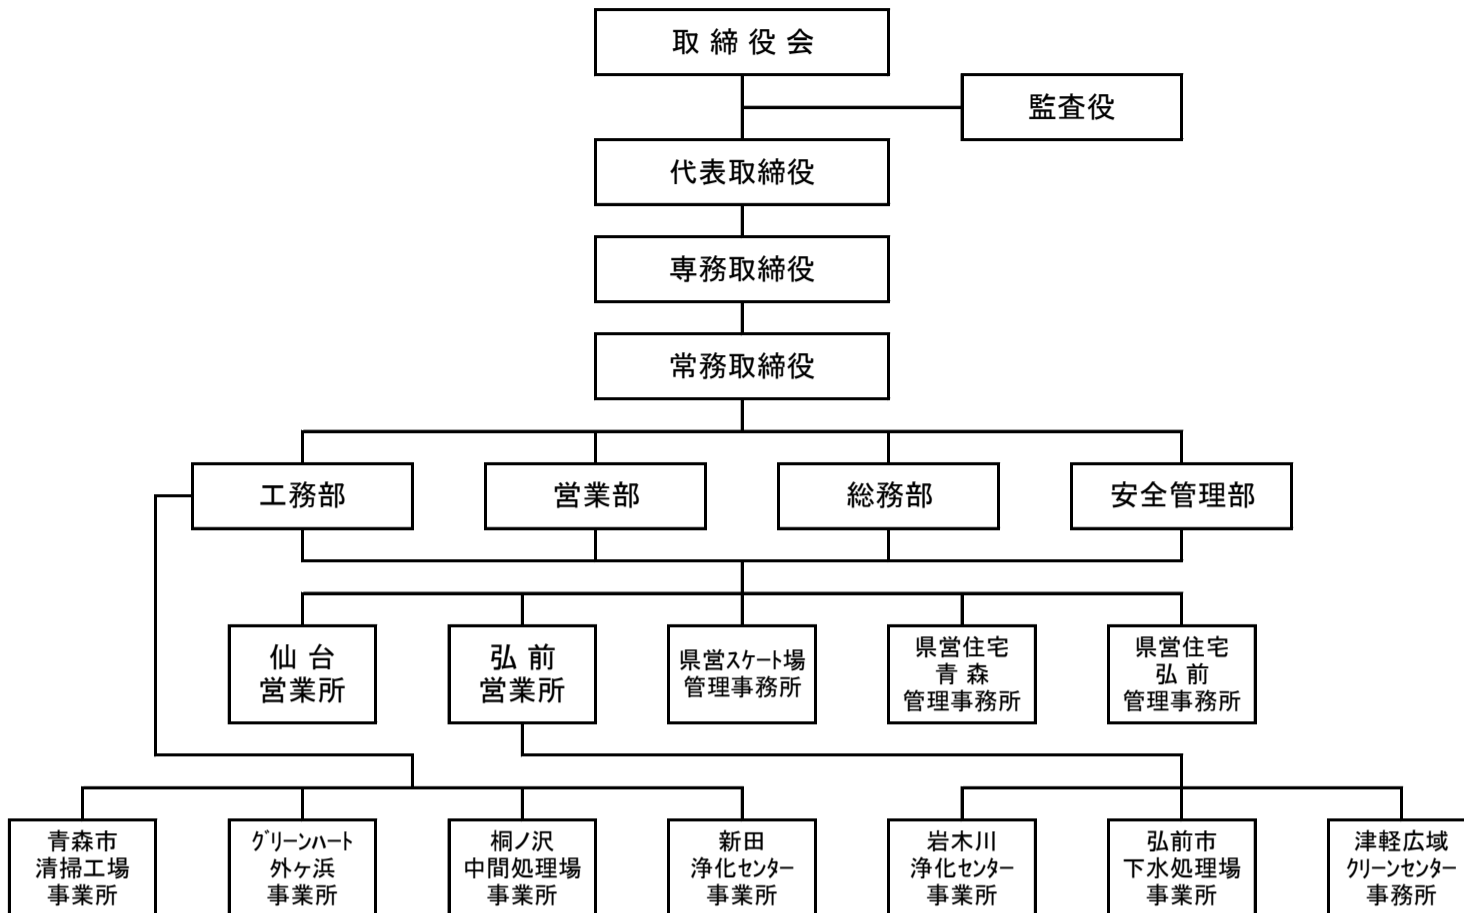 取 締 役 会
監査役
代表取締役
専務取締役
常務取締役
工務部
営業部
総務部
安全管理部
仙 台
営業所
弘 前
営業所
県営スケート場
管理事務所
県営住宅
青 森
管理事務所
県営住宅
弘 前
管理事務所
青森市
清掃工場
事業所
グリーンハート
外ヶ浜
事業所
桐ノ沢
中間処理場
事業所
新田
浄化センター
事業所
岩木川
浄化センター
事業所
弘前市
下水処理場
事業所
津軽広域
クリーンセンター
事務所